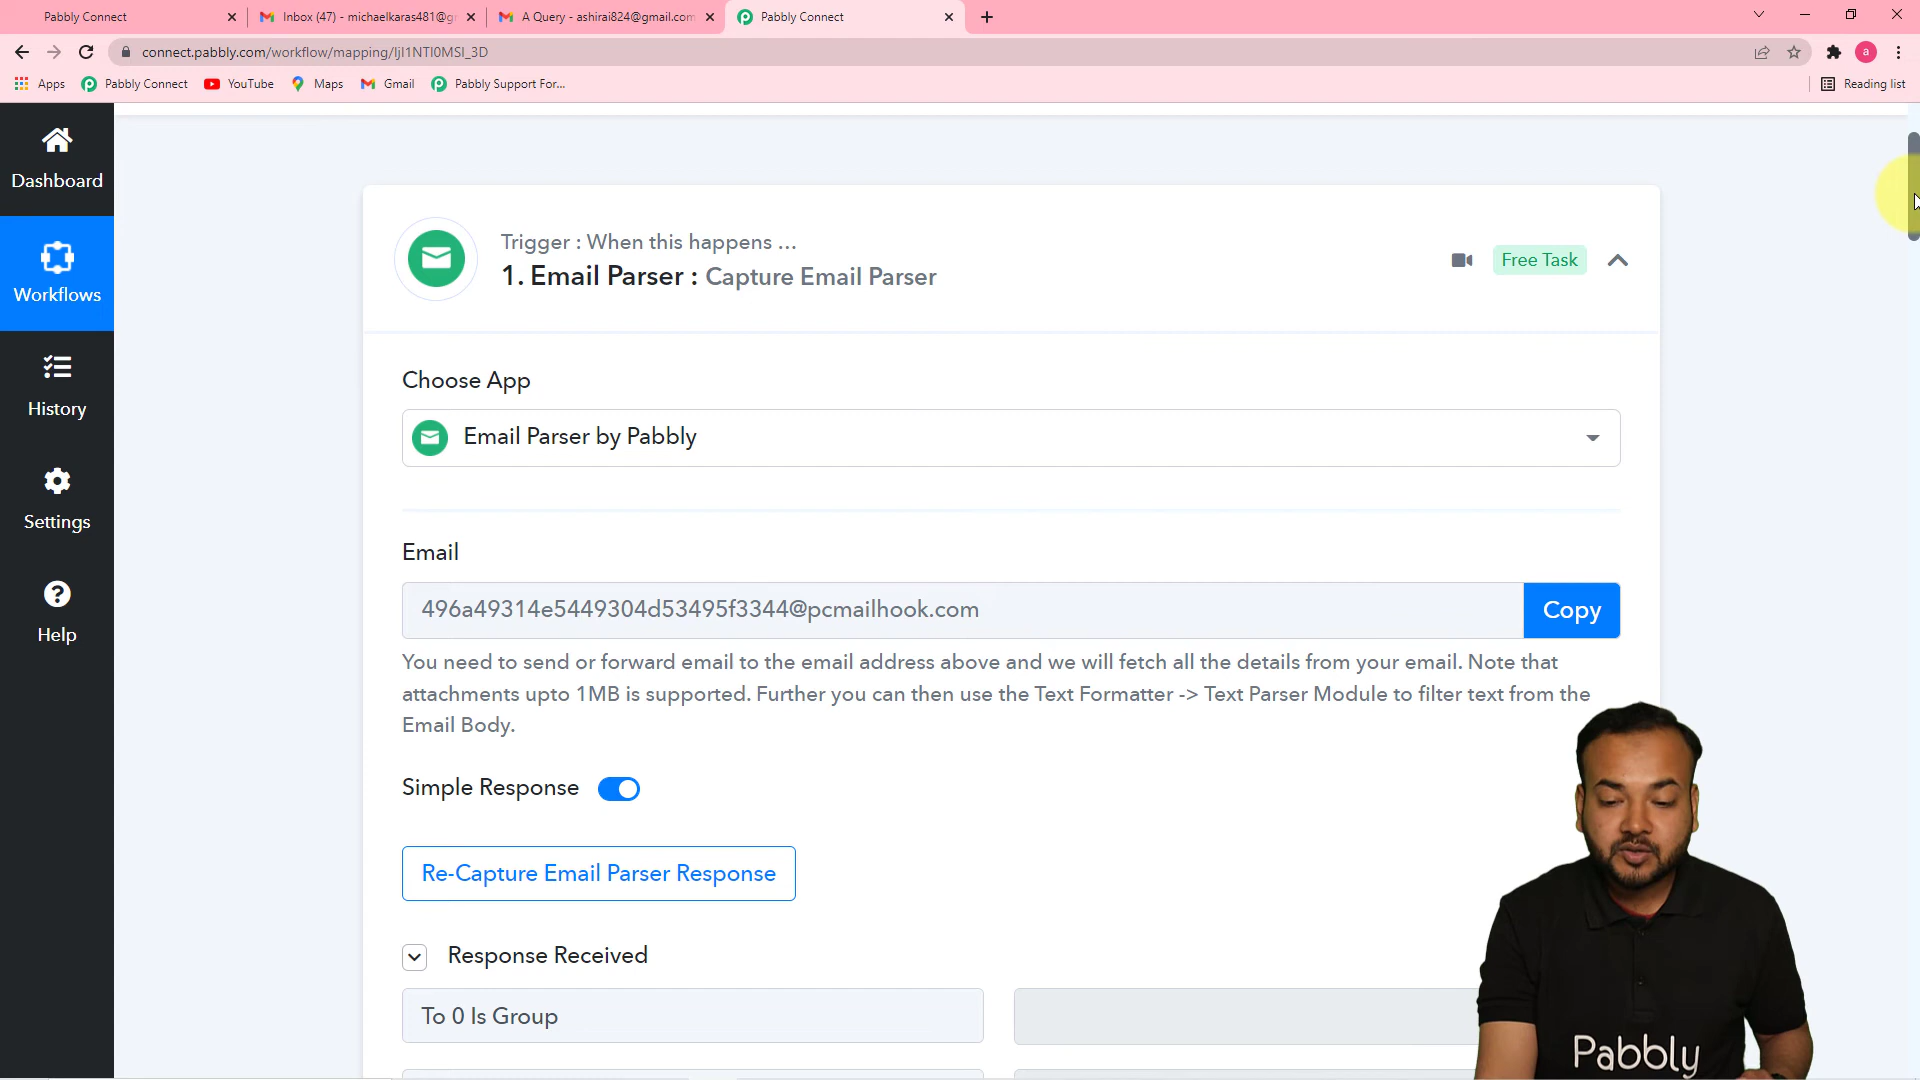 Pabbly Connect
Inbox (47) - michaelkaras481@gr
A Query - ashirai824@gmail.com
Pabbly Connect
connect.pabbly.com/workflow/mapping/IjI1NTI0MSI_3D
a
Apps
Pabbly Connect
YouTube
Maps
Gmail
Pabbly Support For...
Reading list
Dashboard
Workflows
History
Settings
Help
Trigger : When this happens ...
1. Email Parser : Capture Email Parser
Free Task
Choose App
Email Parser by Pabbly
Email
496a49314e5449304d53495f3344@pcmailhook.com
Copy
You need to send or forward email to the email address above and we will fetch all the details from your email. Note that
attachments upto 1MB is supported. Further you can then use the Text Formatter -> Text Parser Module to filter text from the
Email Body.
Simple Response
Re-Capture Email Parser Response
Response Received
To 0 Is Group
Pabbly